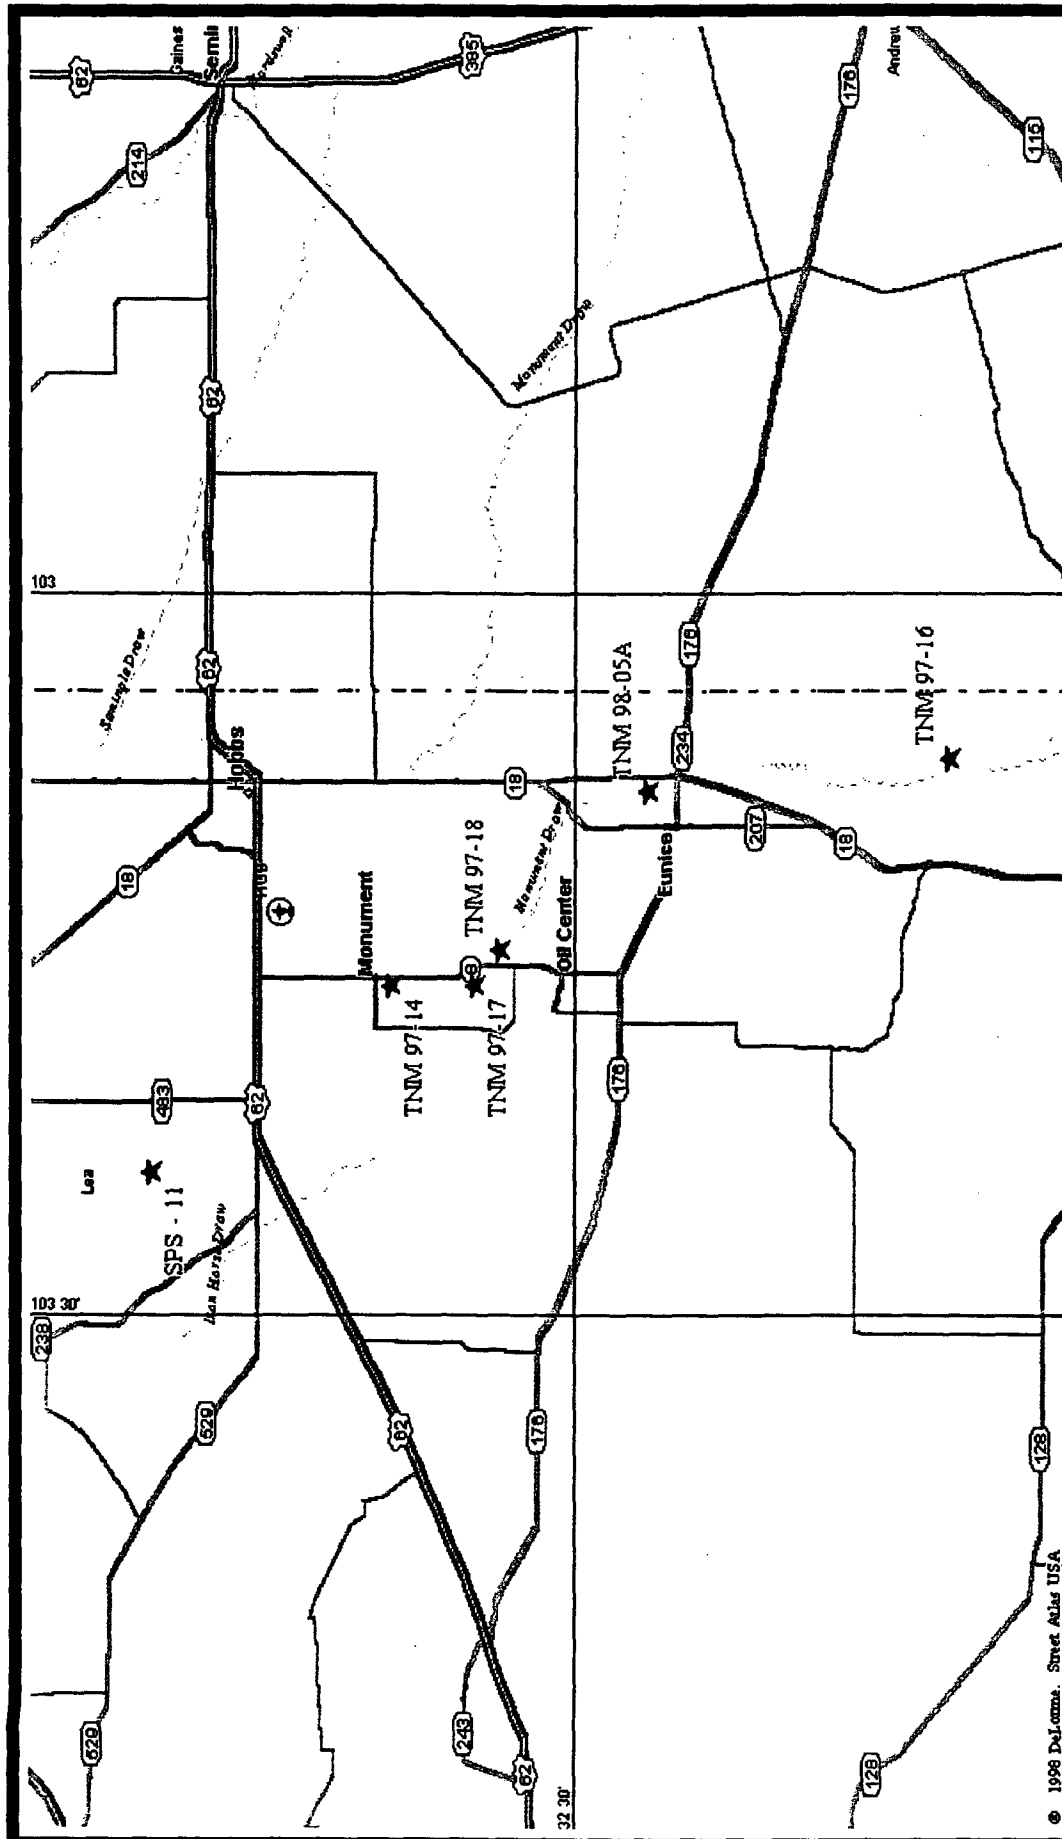 62
Gaines
385
214
176
115
Monument Draw
62
103
Seminole Draw
62
Hobbs
18
18
Monument
TNM 97-18
Monument Draw
Oil Center
Eunice
TNM 98-05A
176
234
207
18
TNM 97-16
TNM 97-14
8
TNM 97-17
176
483
62
Lea
SPS - 11
103 30'
238
529
62
176
128
529
243
62
32 30'
128
® 1998 DeLorme. Street Atlas USA